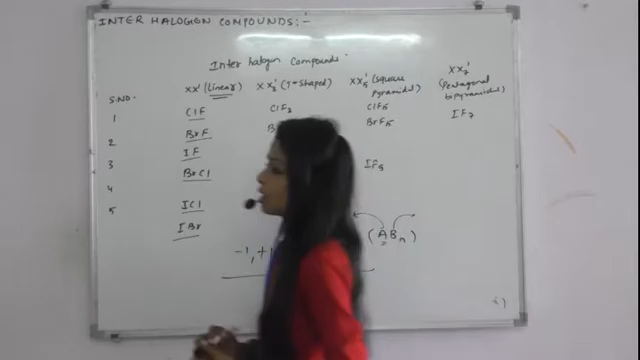 INTER HALOGEN COMPOUNDS:-
Inter halogen Compounds
S.NO. XX' (Linear) XX3' (T-Shaped) XX5' (Square pyramidal) XX7' (Pentagonal bipyramidal)
1 ClF ClF3 ClF5 IF7
2 BrF BrF5
3 IF IF5
4 BrCl
5 ICl
IBr
-1, +1 (ABn)